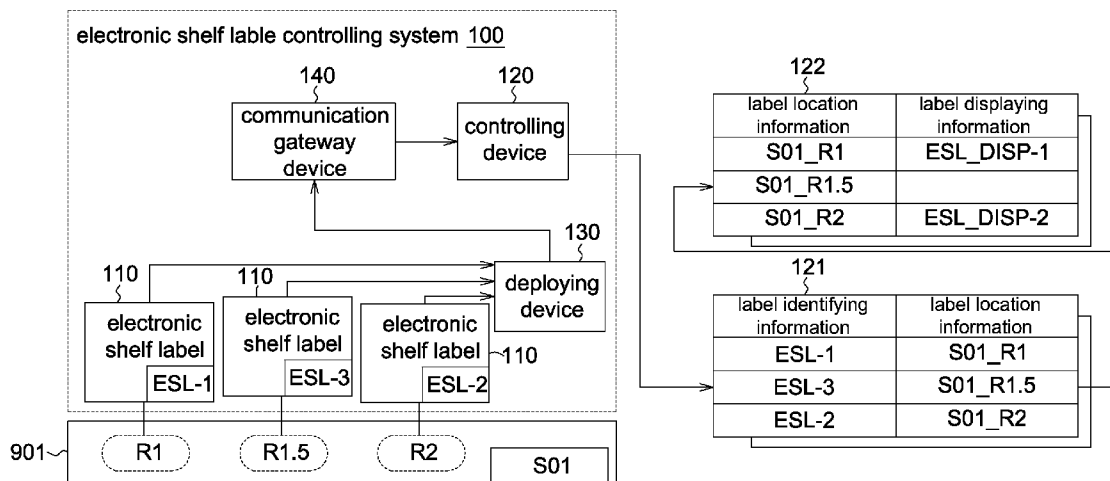 electronic shelf lable controlling system 100
140
communication
gateway
device
120
controlling
device
130
deploying
device
110
electronic
shelf label
ESL-1
110
electronic
shelf label
ESL-3
electronic
shelf label
ESL-2
110
901
R1
R1.5
R2
S01
122
label location
information
label displaying
information
S01_R1
ESL_DISP-1
S01_R1.5
S01_R2
ESL_DISP-2
121
label identifying
information
label location
information
ESL-1
S01_R1
ESL-3
S01_R1.5
ESL-2
S01_R2